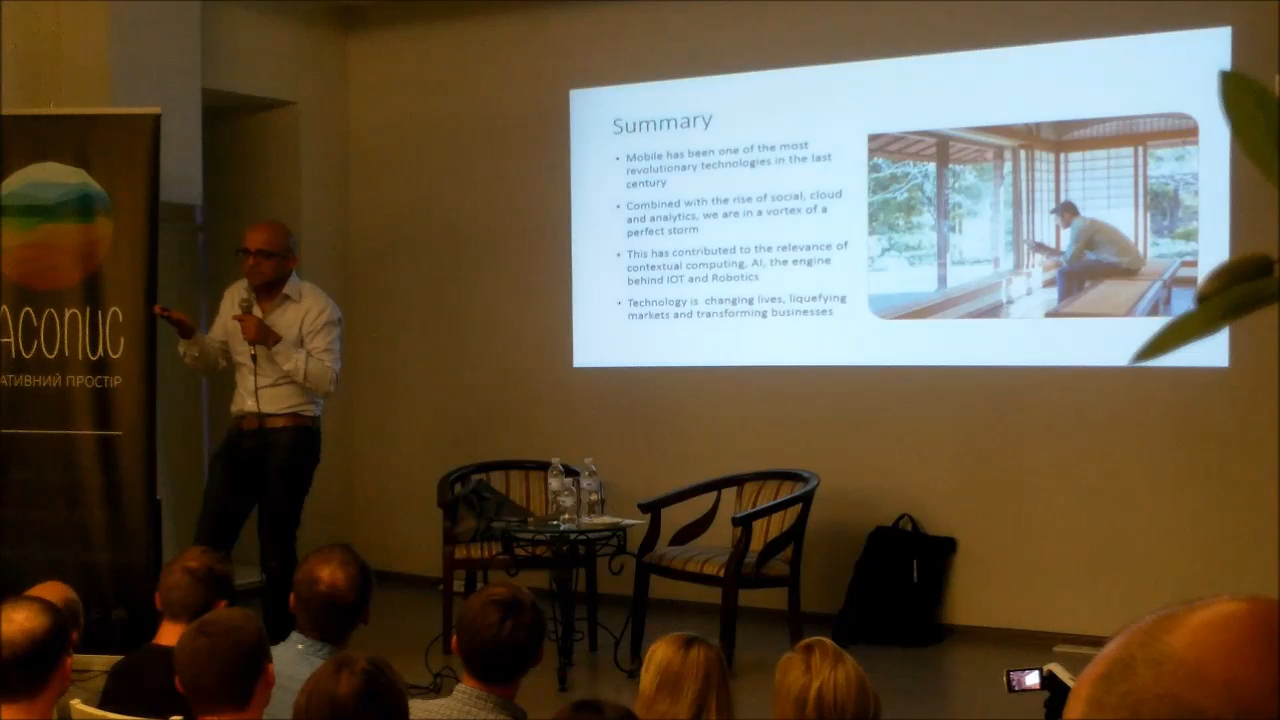 Summary
• Mobile has been one of the most
revolutionary technologies in the last
century
• Combined with the rise of social, cloud
and analytics, we are in a vortex of a
perfect storm
• This has contributed to the relevance of
contextual computing, AI, the engine
behind IOT and Robotics
• Technology is changing lives, liquefying
markets and transforming businesses
ЧАСОПИС
АТИВНИЙ ПРОСТІР